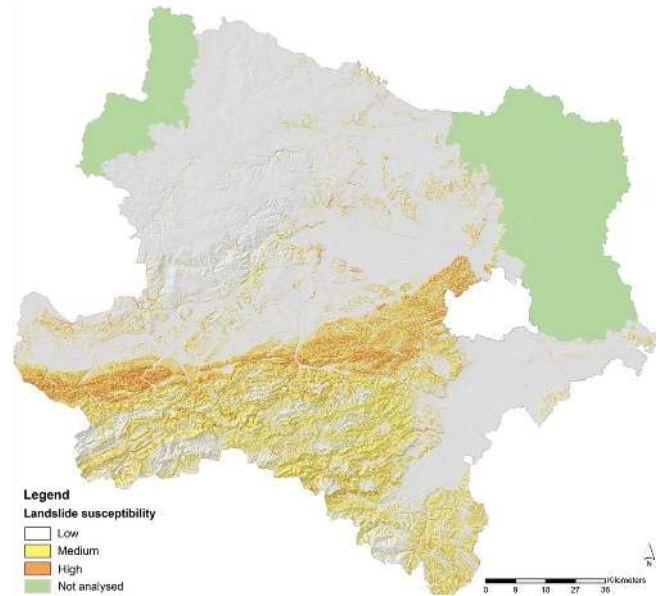 Legend
Landslide susceptibility
Low
Medium
High
Not analysed
N
Kilometers
0 9 18 27 36